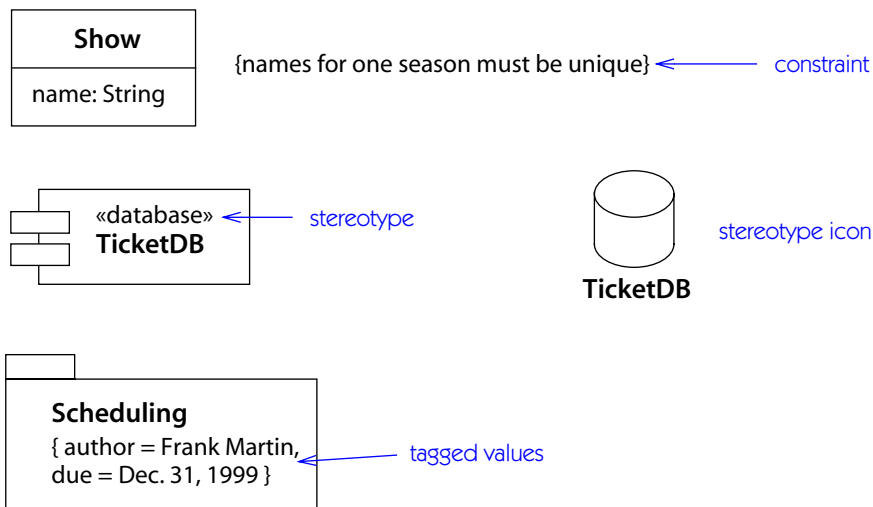 Show
name: String
{names for one season must be unique}
constraint
«database»
TicketDB
stereotype
TicketDB
stereotype icon
Scheduling
{ author = Frank Martin,
due = Dec. 31, 1999 }
tagged values